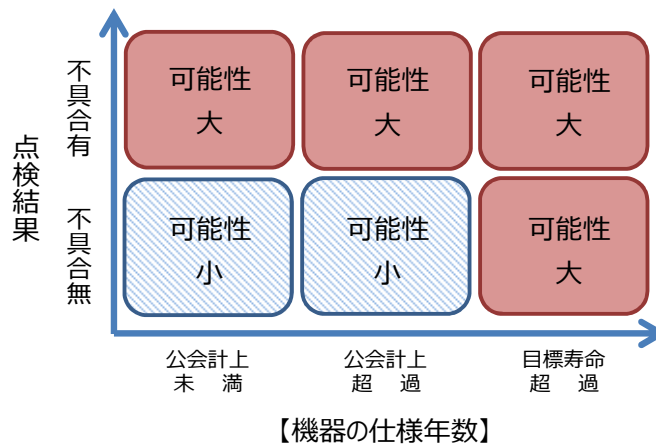 点検結果
不具合有
可能性
大
可能性
大
可能性
大
不具合無
可能性
小
可能性
小
可能性
大
公会計上
未 満
公会計上
超 過
目標寿命
超 過
【機器の仕様年数】